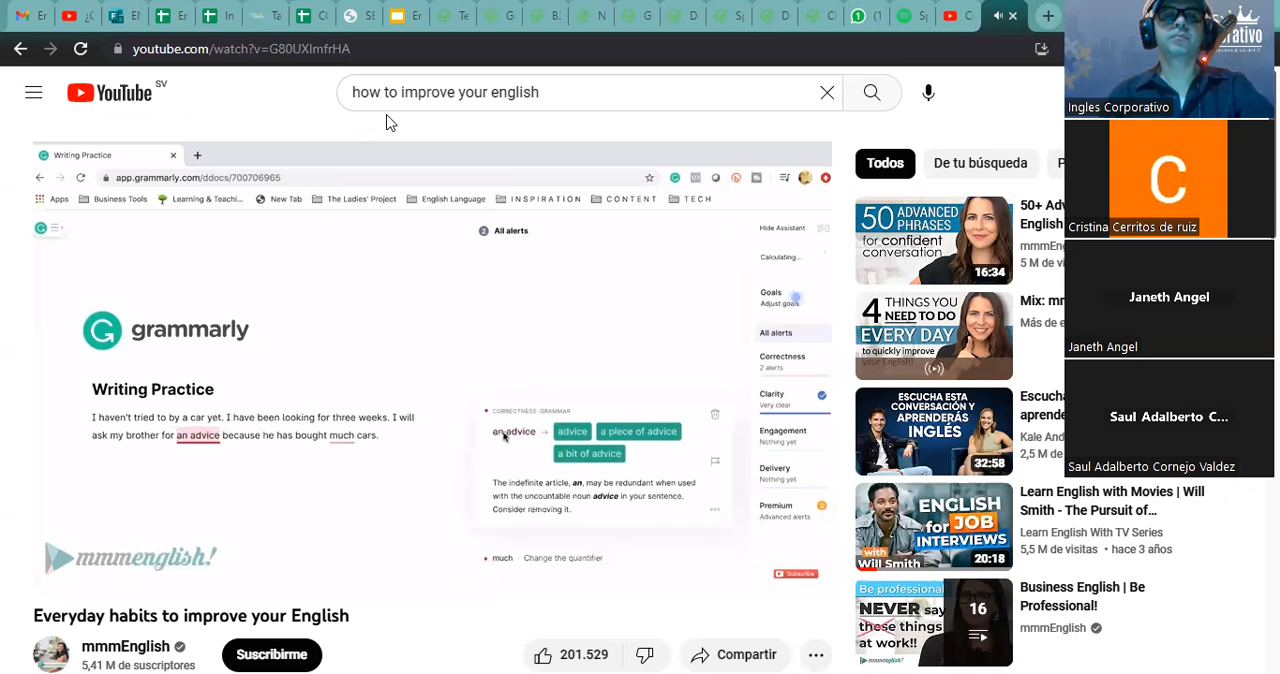 youtube.com/watch?v=G80UXImfrHA
YouTube SV
how to improve your english
Writing Practice
app.grammarly.com/ddocs/700706965
Apps Business Tools Learning & Teachi... New Tab The Ladies' Project English Language INSPIRATION CONTENT TECH
2 All alerts
Hide Assistant
Calculating...
Goals
Adjust goals
All alerts
Correctness
2 alerts
Clarity
Very clear
Engagement
Nothing yet
Delivery
Nothing yet
Premium
Advanced alerts
grammarly
Writing Practice
I haven't tried to by a car yet. I have been looking for three weeks. I will
ask my brother for an advice because he has bought much cars.
CORRECTNESS · GRAMMAR
an advice → advice a piece of advice
a bit of advice
The indefinite article, an, may be redundant when used
with the uncountable noun advice in your sentence.
Consider removing it.
much · Change the quantifier
mmmenglish!
Subscribe
Everyday habits to improve your English
mmmEnglish
5,41 M de suscriptores
Suscribirme
201.529
Compartir
Todos
De tu búsqueda
50 ADVANCED
PHRASES
for confident
conversation
16:34
50+ Adv
English
mmmEn
5 M de vi
4 THINGS YOU
NEED TO DO
EVERY DAY
to quickly improve
your English!
Mix: mr
Más de e
ESCUCHA ESTA
CONVERSACIÓN Y
APRENDERÁS
INGLÉS
32:58
Escuch
aprende
Kale And
2,5 M de
ENGLISH
for JOB
INTERVIEWS
with
Will Smith
20:18
Learn English with Movies | Will
Smith - The Pursuit of...
Learn English With TV Series
5,5 M de visitas • hace 3 años
Be professional!
NEVER say
these things
at work!!
mmmenglish!
16
Business English | Be
Professional!
mmmEnglish
Ingles Corporativo
C
Cristina Cerritos de ruiz
Janeth Angel
Janeth Angel
Saul Adalberto C...
Saul Adalberto Cornejo Valdez